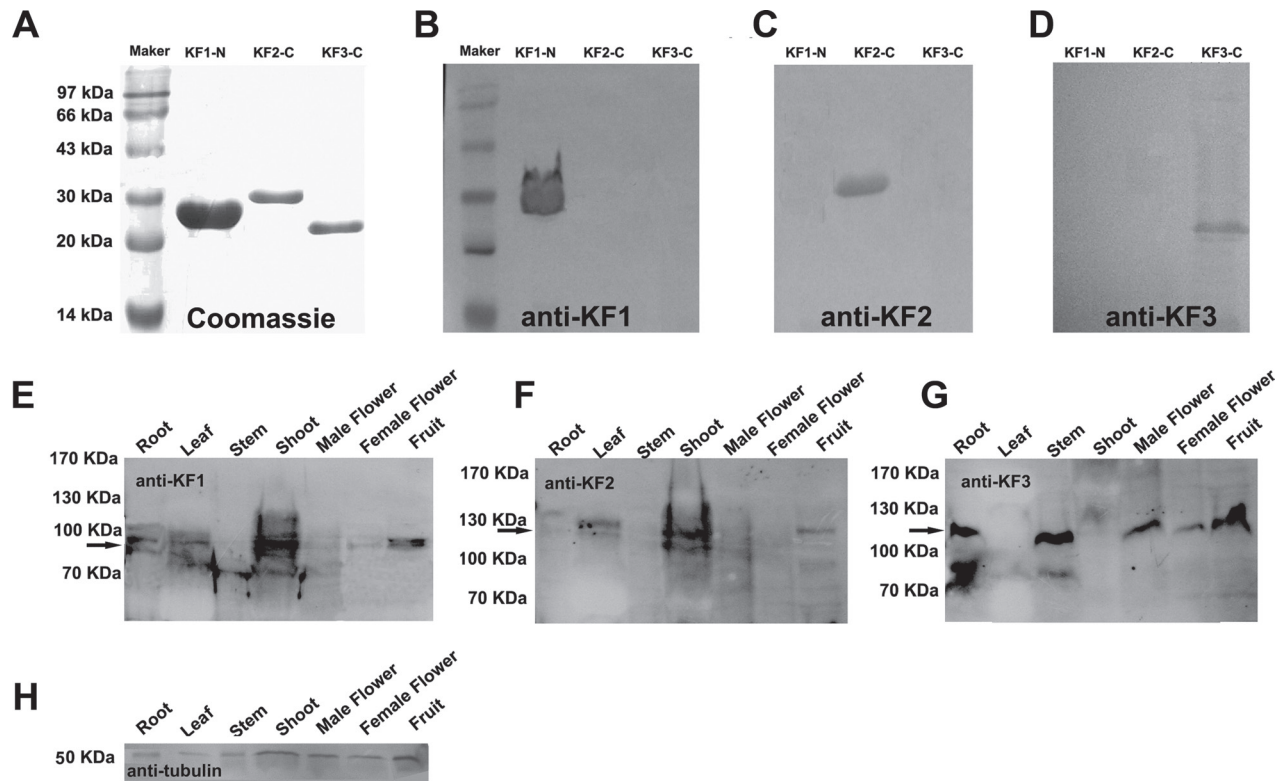 A
Maker KF1-N KF2-C KF3-C
97 kDa
66 kDa
43 kDa
30 kDa
20 kDa
14 kDa
Coomassie
B
Maker KF1-N KF2-C KF3-C
anti-KF1
C
KF1-N KF2-C KF3-C
anti-KF2
D
KF1-N KF2-C KF3-C
anti-KF3
E
Root Leaf Stem Shoot Male Flower Female Flower Fruit
170 KDa
130 KDa
100 KDa
70 KDa
anti-KF1
F
Root Leaf Stem Shoot Male Flower Female Flower Fruit
170 KDa
130 KDa
100 KDa
70 KDa
anti-KF2
G
Root Leaf Stem Shoot Male Flower Female Flower Fruit
170 KDa
130 KDa
100 KDa
70 KDa
anti-KF3
H
Root Leaf Stem Shoot Male Flower Female Flower Fruit
50 KDa
anti-tubulin